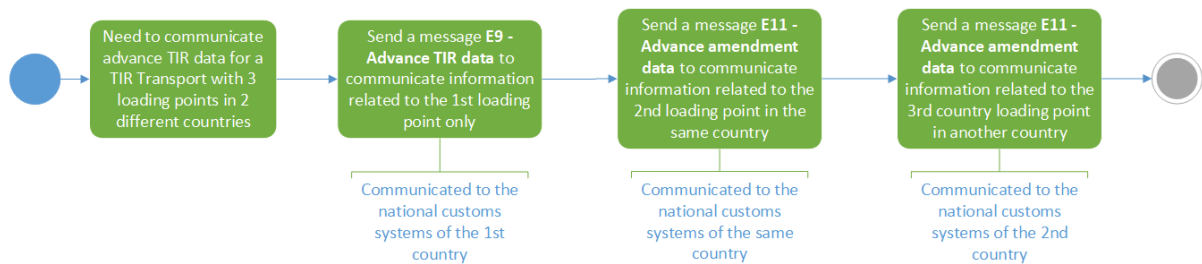 Need to communicate
advance TIR data for a
TIR Transport with 3
loading points in 2
different countries
Send a message E9 -
Advance TIR data to
communicate information
related to the 1st loading
point only
Send a message E11 -
Advance amendment
data to communicate
information related to the
2nd loading point in the
same country
Send a message E11 -
Advance amendment
data to communicate
information related to the
3rd country loading point
in another country
Communicated to the
national customs
systems of the 1st
country
Communicated to the
national customs
systems of the same
country
Communicated to the
national customs
systems of the 2nd
country